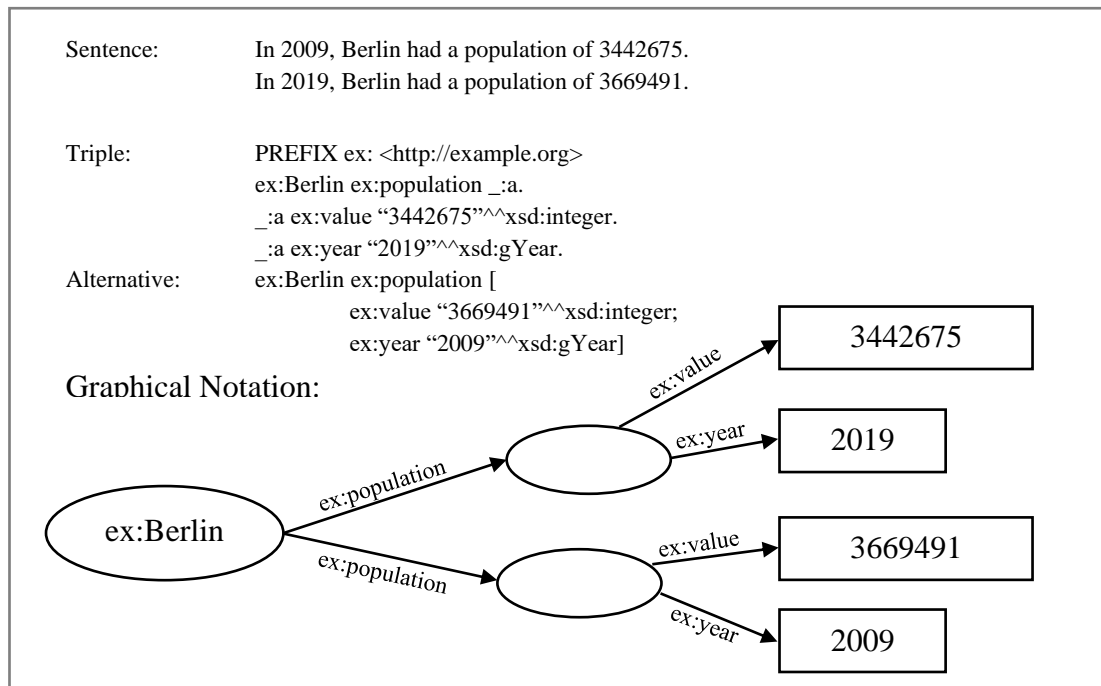 Sentence: In 2009, Berlin had a population of 3442675.
In 2019, Berlin had a population of 3669491.
Triple: PREFIX ex: <http://example.org>
ex:Berlin ex:population _:a.
_:a ex:value “3442675”^^xsd:integer.
_:a ex:year “2019”^^xsd:gYear.
Alternative: ex:Berlin ex:population [
ex:value “3669491”^^xsd:integer;
ex:year “2009”^^xsd:gYear]
Graphical Notation:
ex:Berlin
ex:population
ex:value
3442675
ex:year
2019
ex:population
ex:value
3669491
ex:year
2009